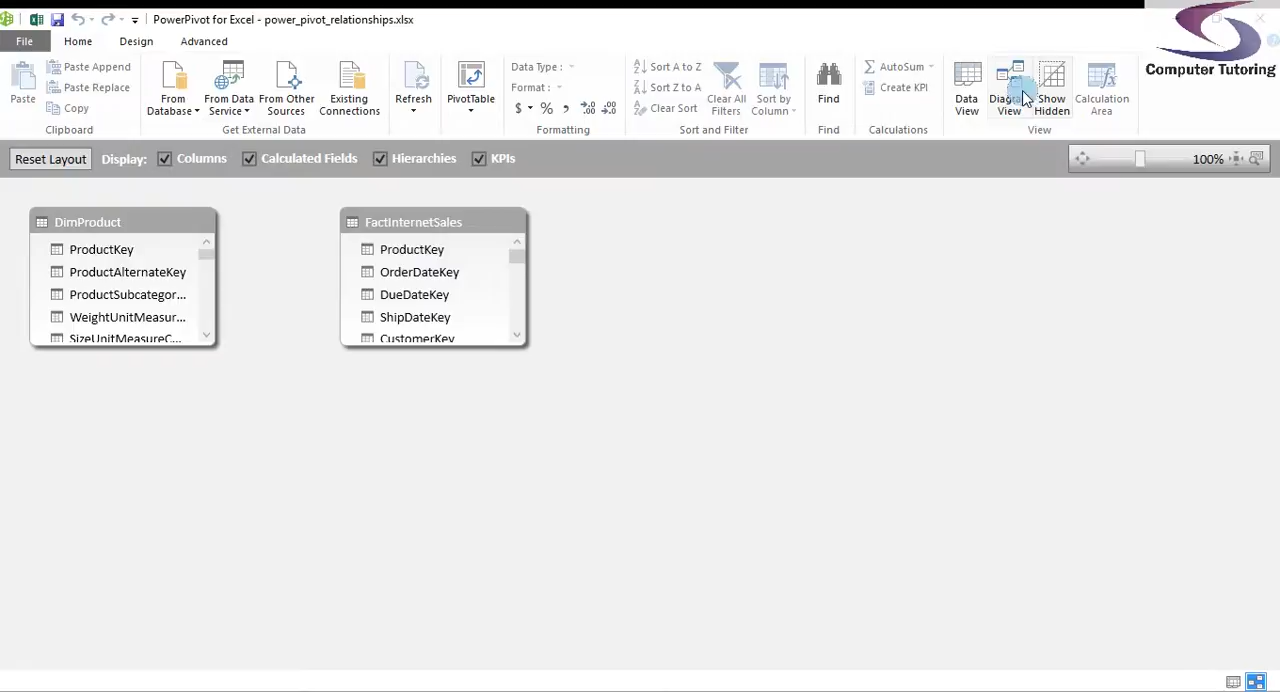 PowerPivot for Excel - power_pivot_relationships.xlsx
File Home Design Advanced
Computer Tutoring
Paste
Paste Append
Paste Replace
Copy
Clipboard
From Database
From Data Service
From Other Sources
Existing Connections
Get External Data
Refresh
PivotTable
Data Type :
Format :
$ % , .00 .00
Formatting
Sort A to Z
Sort Z to A
Clear Sort
Clear All Filters
Sort by Column
Sort and Filter
Find
Find
AutoSum
Create KPI
Calculations
Data View
View
Show Hidden
Calculation Area
View
Reset Layout Display: Columns Calculated Fields Hierarchies KPIs 100%
DimProduct
ProductKey
ProductAlternateKey
ProductSubcategor...
WeightUnitMeasur...
SizeUnitMeasureC...
FactInternetSales
ProductKey
OrderDateKey
DueDateKey
ShipDateKey
CustomerKey